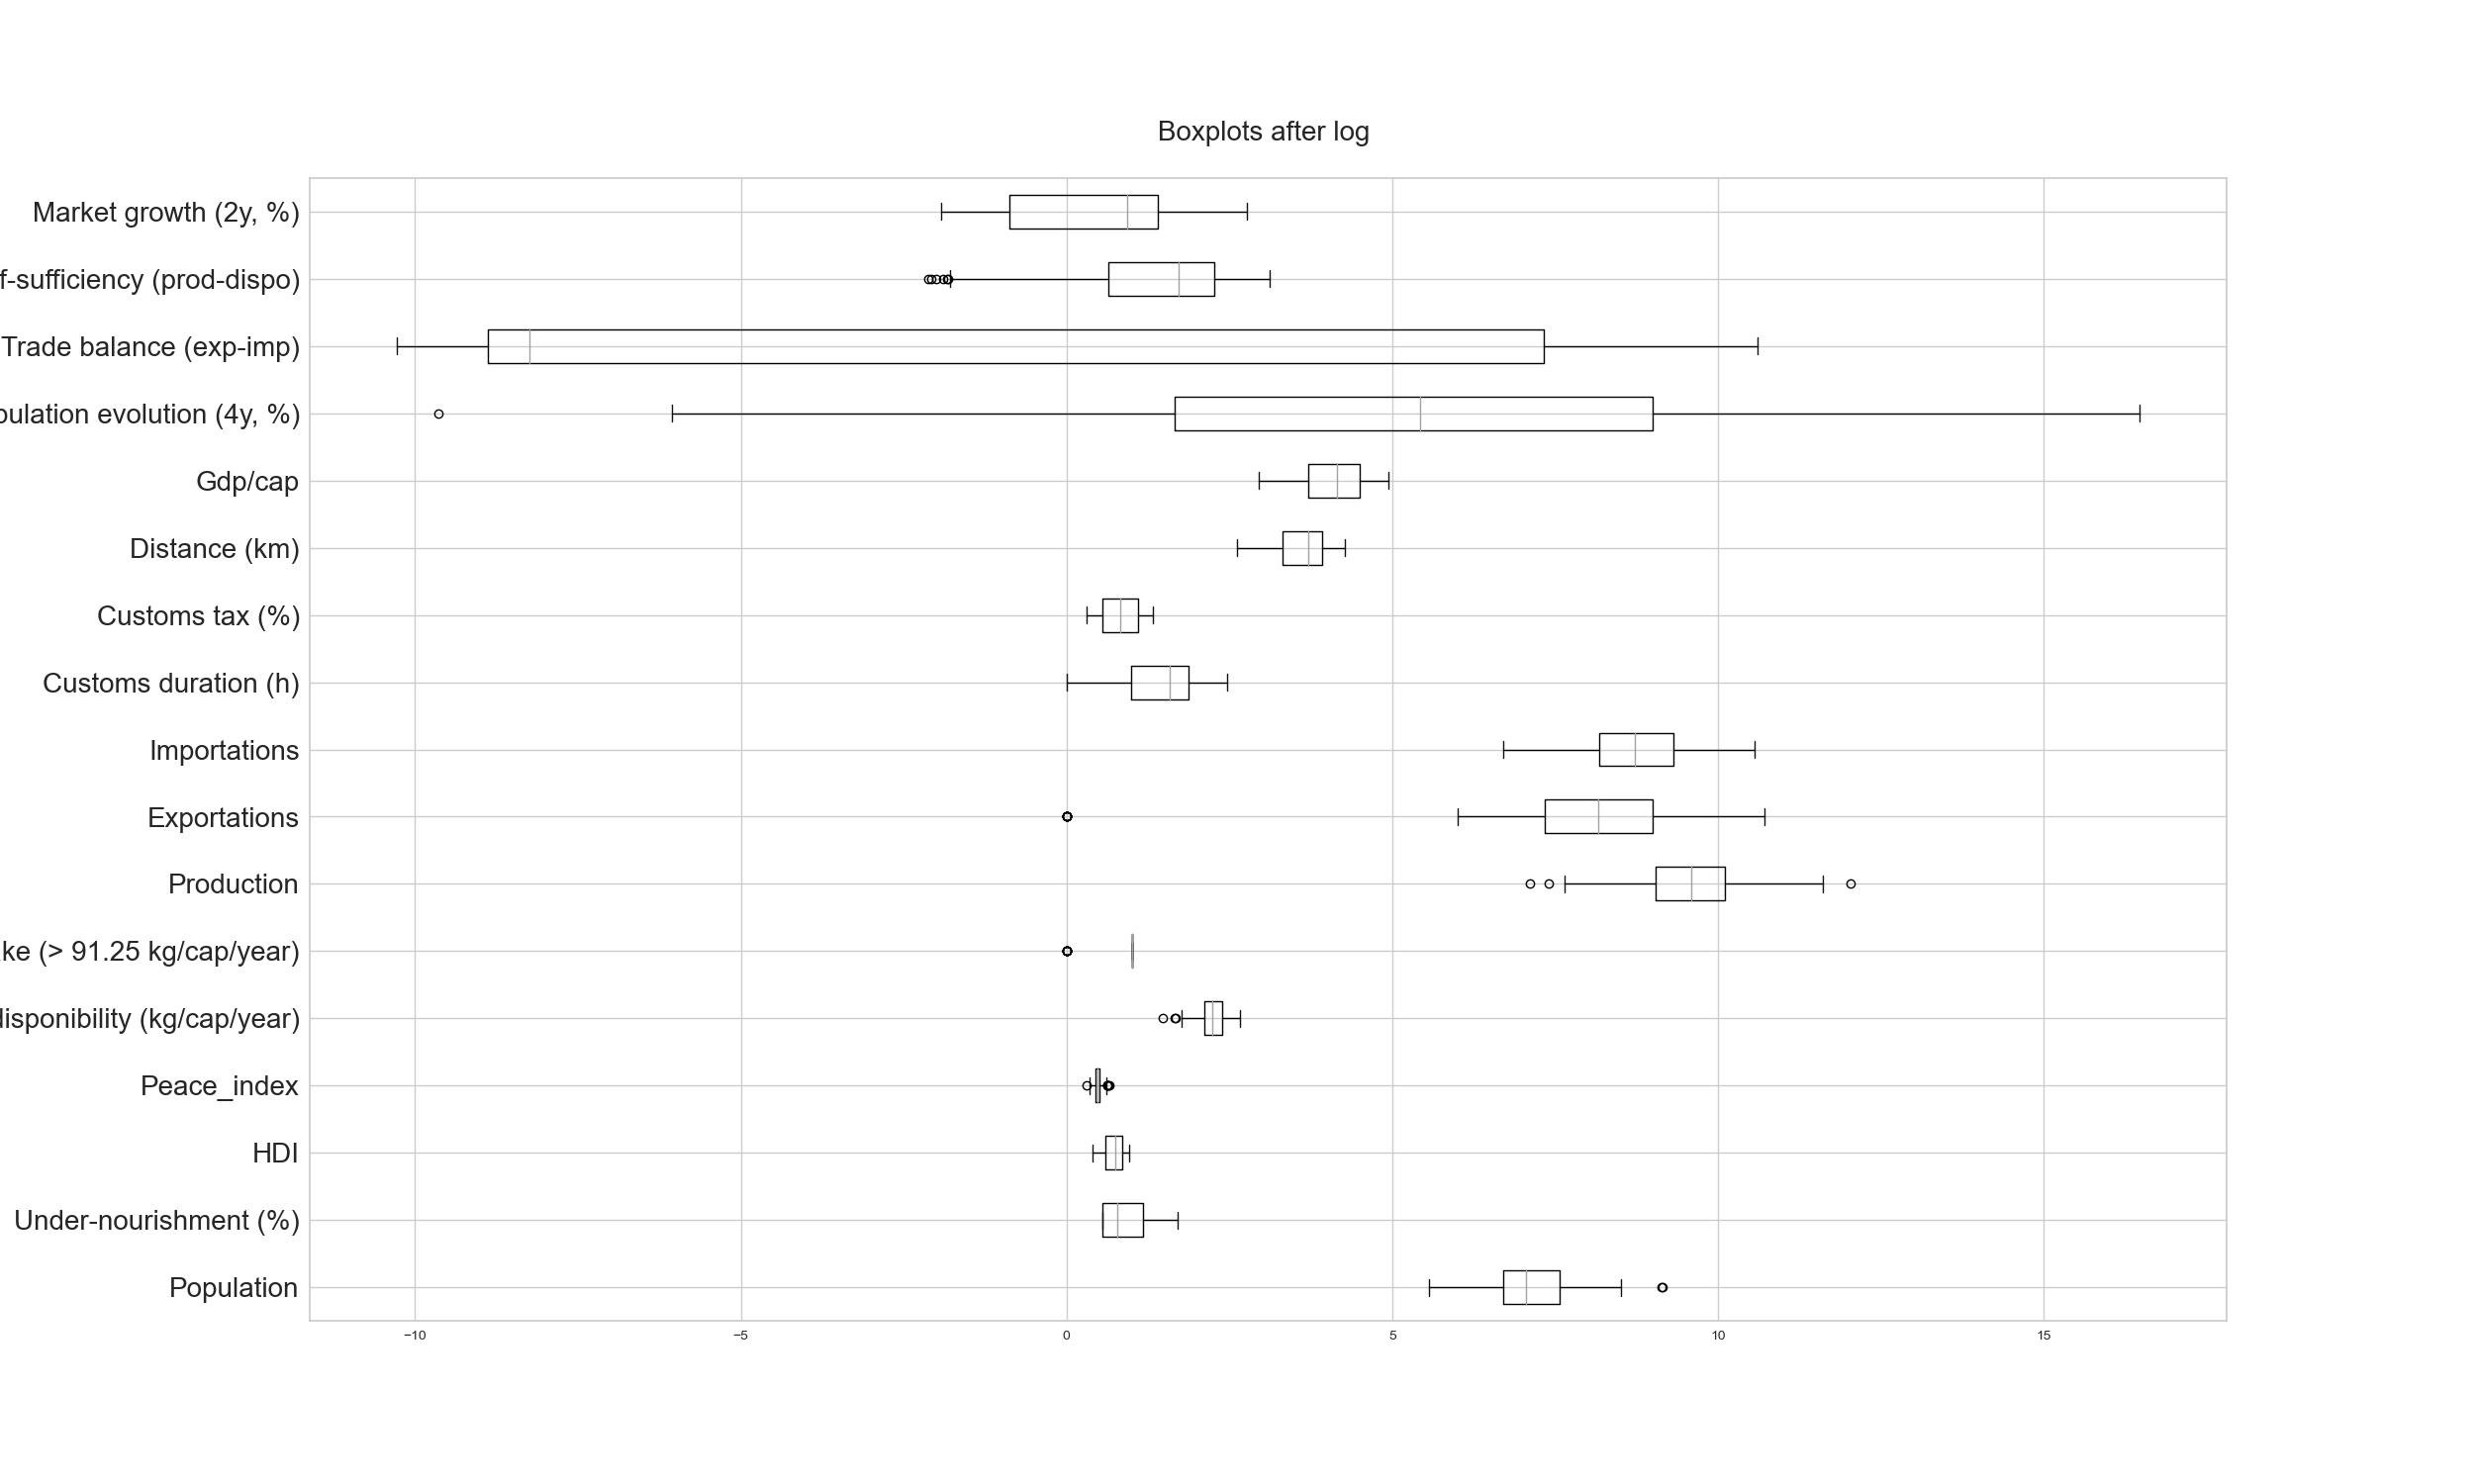 Boxplots after log
Market growth (2y, %)
f-sufficiency (prod-dispo)
Trade balance (exp-imp)
pulation evolution (4y, %)
Gdp/cap
Distance (km)
Customs tax (%)
Customs duration (h)
Importations
Exportations
Production
ke (> 91.25 kg/cap/year)
disponibility (kg/cap/year)
Peace_index
HDI
Under-nourishment (%)
Population
−10 −5 0 5 10 15